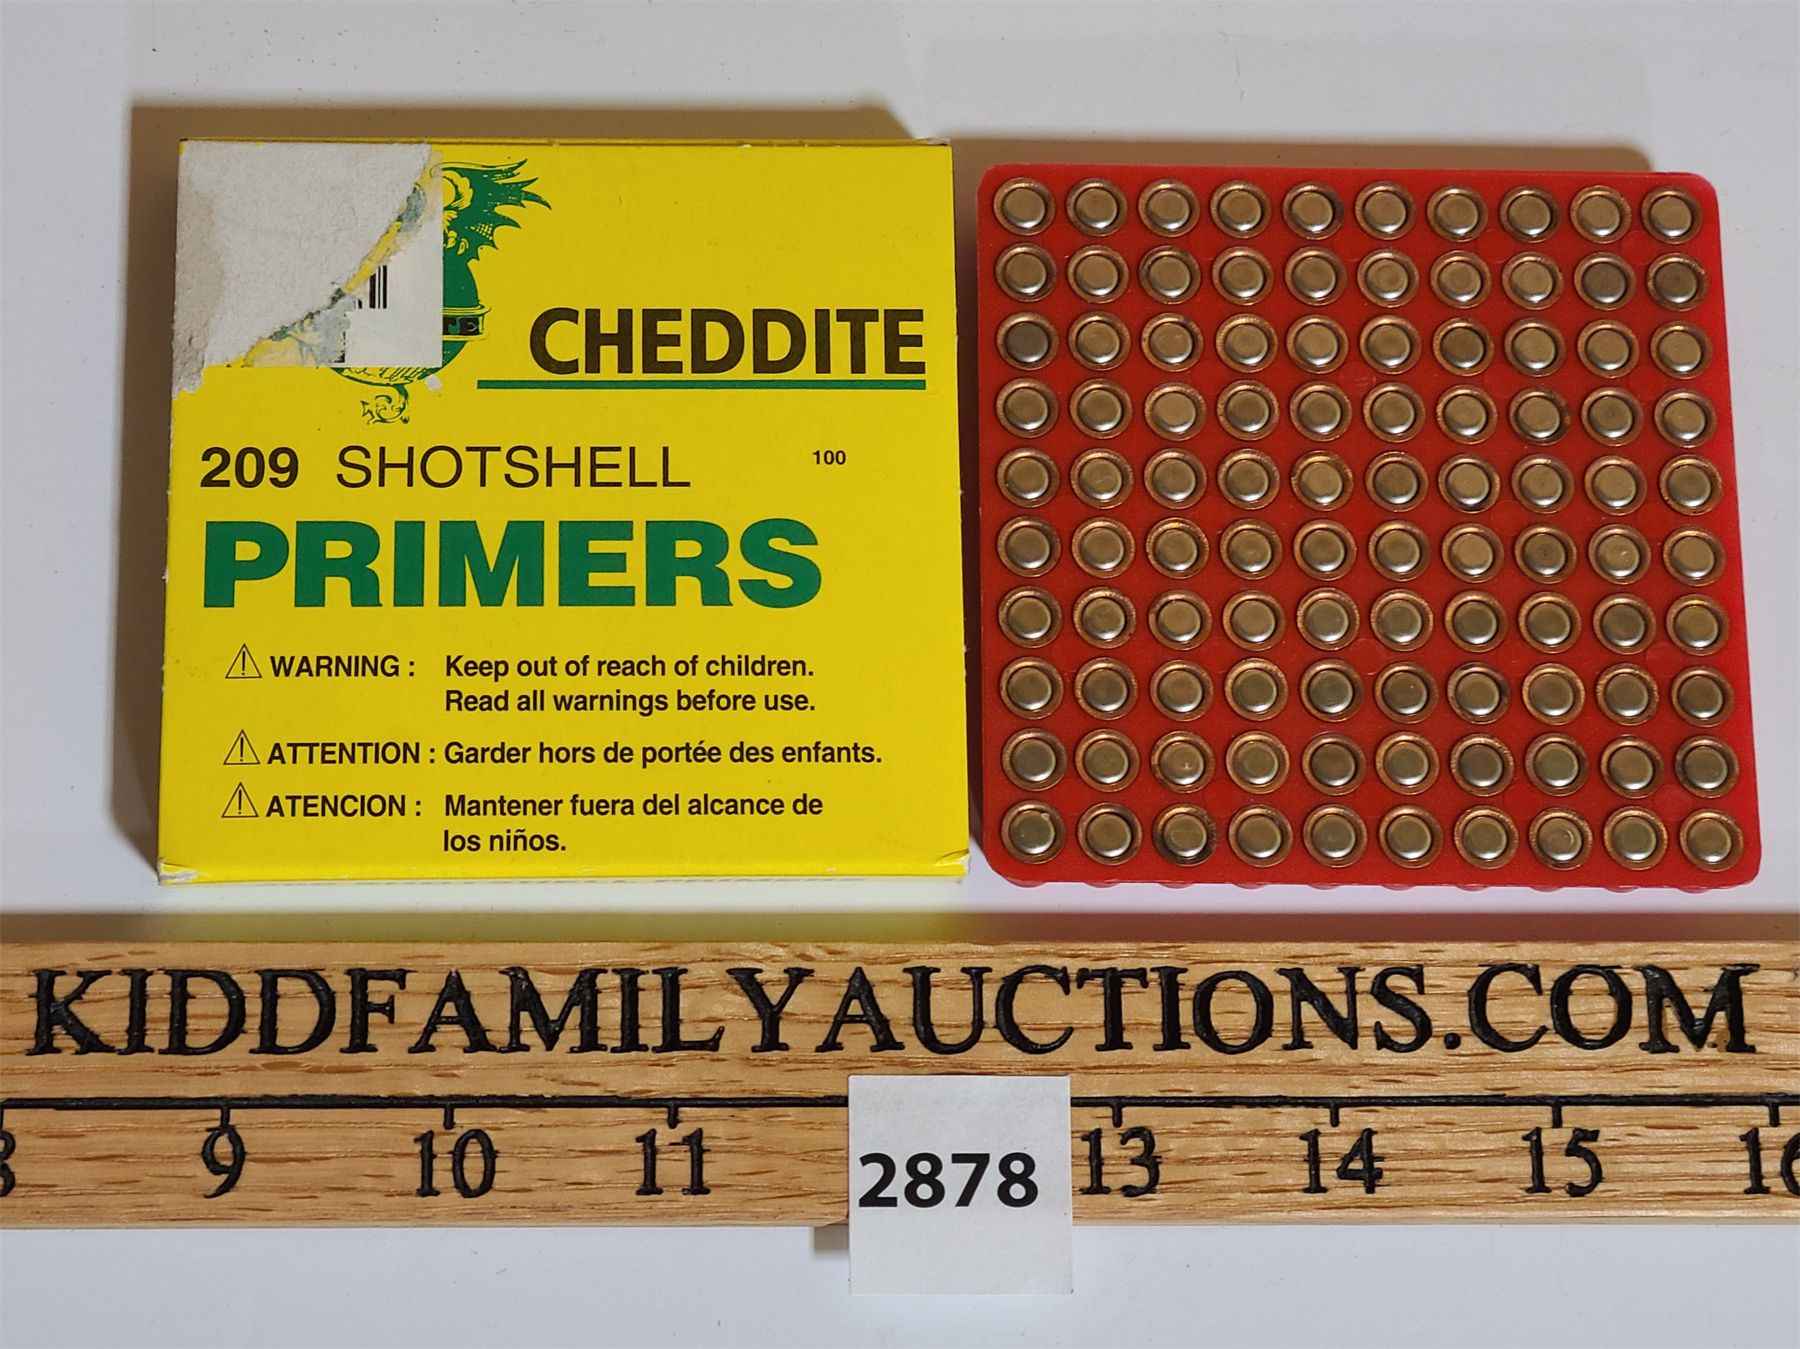 CHEDDITE
209 SHOTSHELL 100
PRIMERS
⚠ WARNING : Keep out of reach of children.
Read all warnings before use.
⚠ ATTENTION : Garder hors de portée des enfants.
⚠ ATENCION : Mantener fuera del alcance de
los niños.
KIDDFAMILYAUCTIONS.COM
8 9 10 11 13 14 15 16
2878